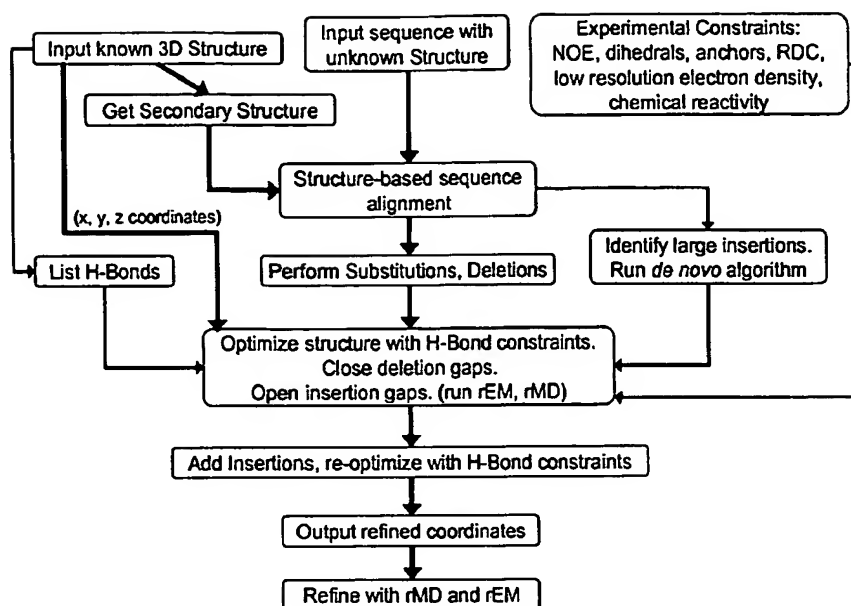 Input known 3D Structure
Input sequence with
unknown Structure
Experimental Constraints:
NOE, dihedrals, anchors, RDC,
low resolution electron density,
chemical reactivity
Get Secondary Structure
Structure-based sequence
alignment
(x, y, z coordinates)
List H-Bonds
Perform Substitutions, Deletions
Identify large insertions.
Run de novo algorithm
Optimize structure with H-Bond constraints.
Close deletion gaps.
Open insertion gaps. (run rEM, rMD)
Add Insertions, re-optimize with H-Bond constraints
Output refined coordinates
Refine with rMD and rEM